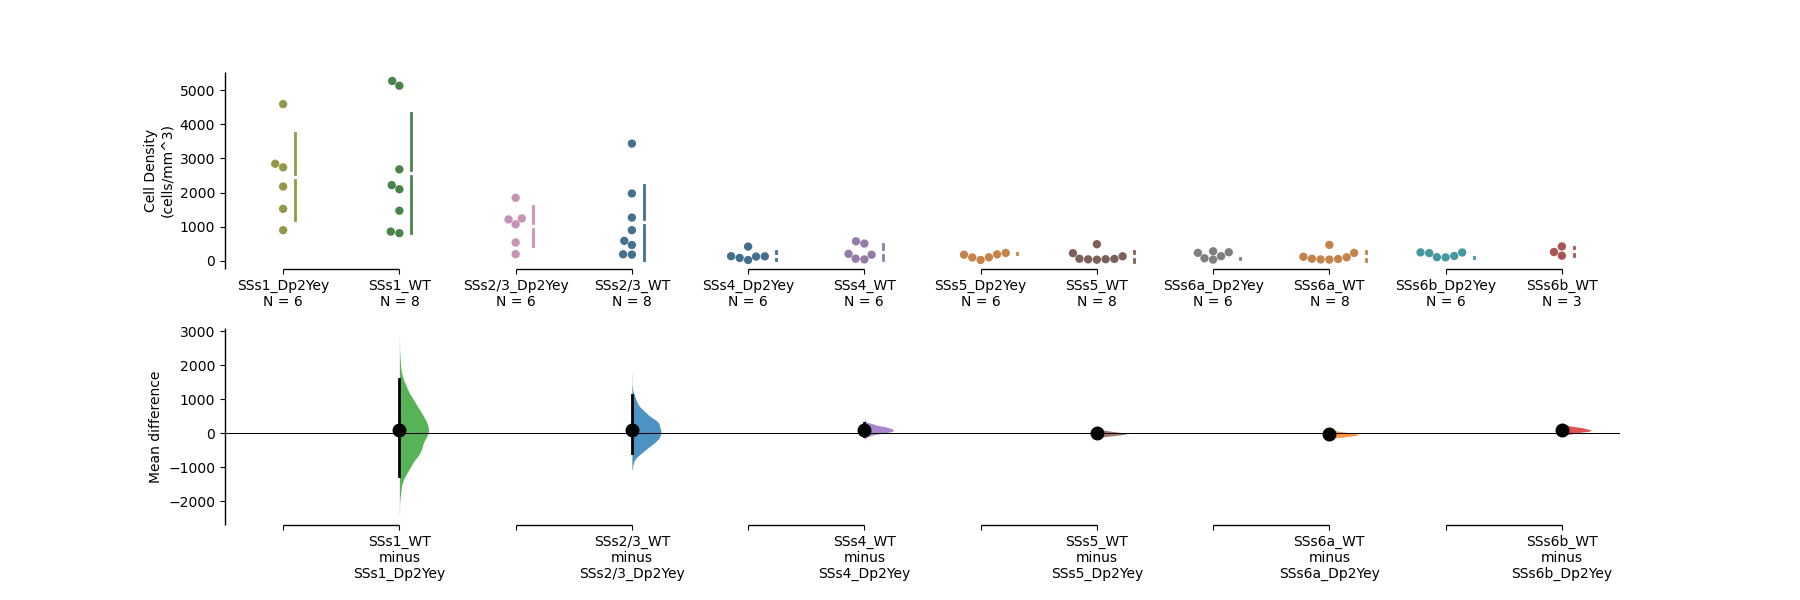 Cell Density
(cells/mm^3)
5000
4000
3000
2000
1000
0
SSs1_Dp2Yey
N = 6
SSs1_WT
N = 8
SSs2/3_Dp2Yey
N = 6
SSs2/3_WT
N = 8
SSs4_Dp2Yey
N = 6
SSs4_WT
N = 6
SSs5_Dp2Yey
N = 6
SSs5_WT
N = 8
SSs6a_Dp2Yey
N = 6
SSs6a_WT
N = 8
SSs6b_Dp2Yey
N = 6
SSs6b_WT
N = 3
Mean difference
3000
2000
1000
0
−1000
−2000
SSs1_WT
minus
SSs1_Dp2Yey
SSs2/3_WT
minus
SSs2/3_Dp2Yey
SSs4_WT
minus
SSs4_Dp2Yey
SSs5_WT
minus
SSs5_Dp2Yey
SSs6a_WT
minus
SSs6a_Dp2Yey
SSs6b_WT
minus
SSs6b_Dp2Yey